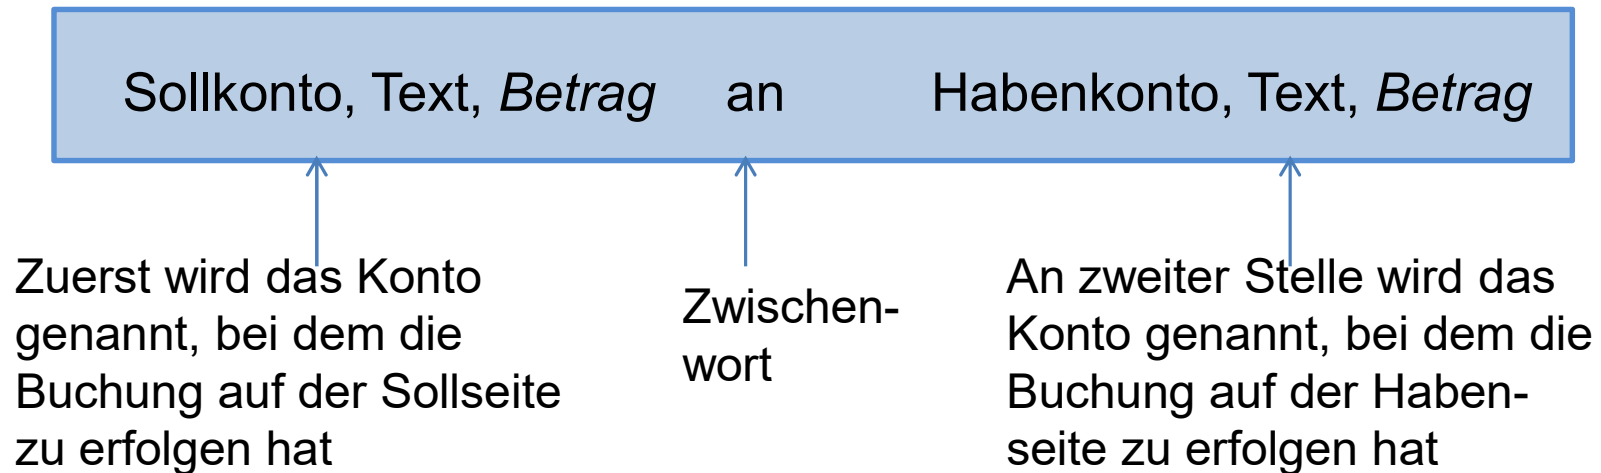 Sollkonto, Text, Betrag an Habenkonto, Text, Betrag
Zuerst wird das Konto
genannt, bei dem die
Buchung auf der Sollseite
zu erfolgen hat
Zwischen-
wort
An zweiter Stelle wird das
Konto genannt, bei dem die
Buchung auf der Haben-
seite zu erfolgen hat